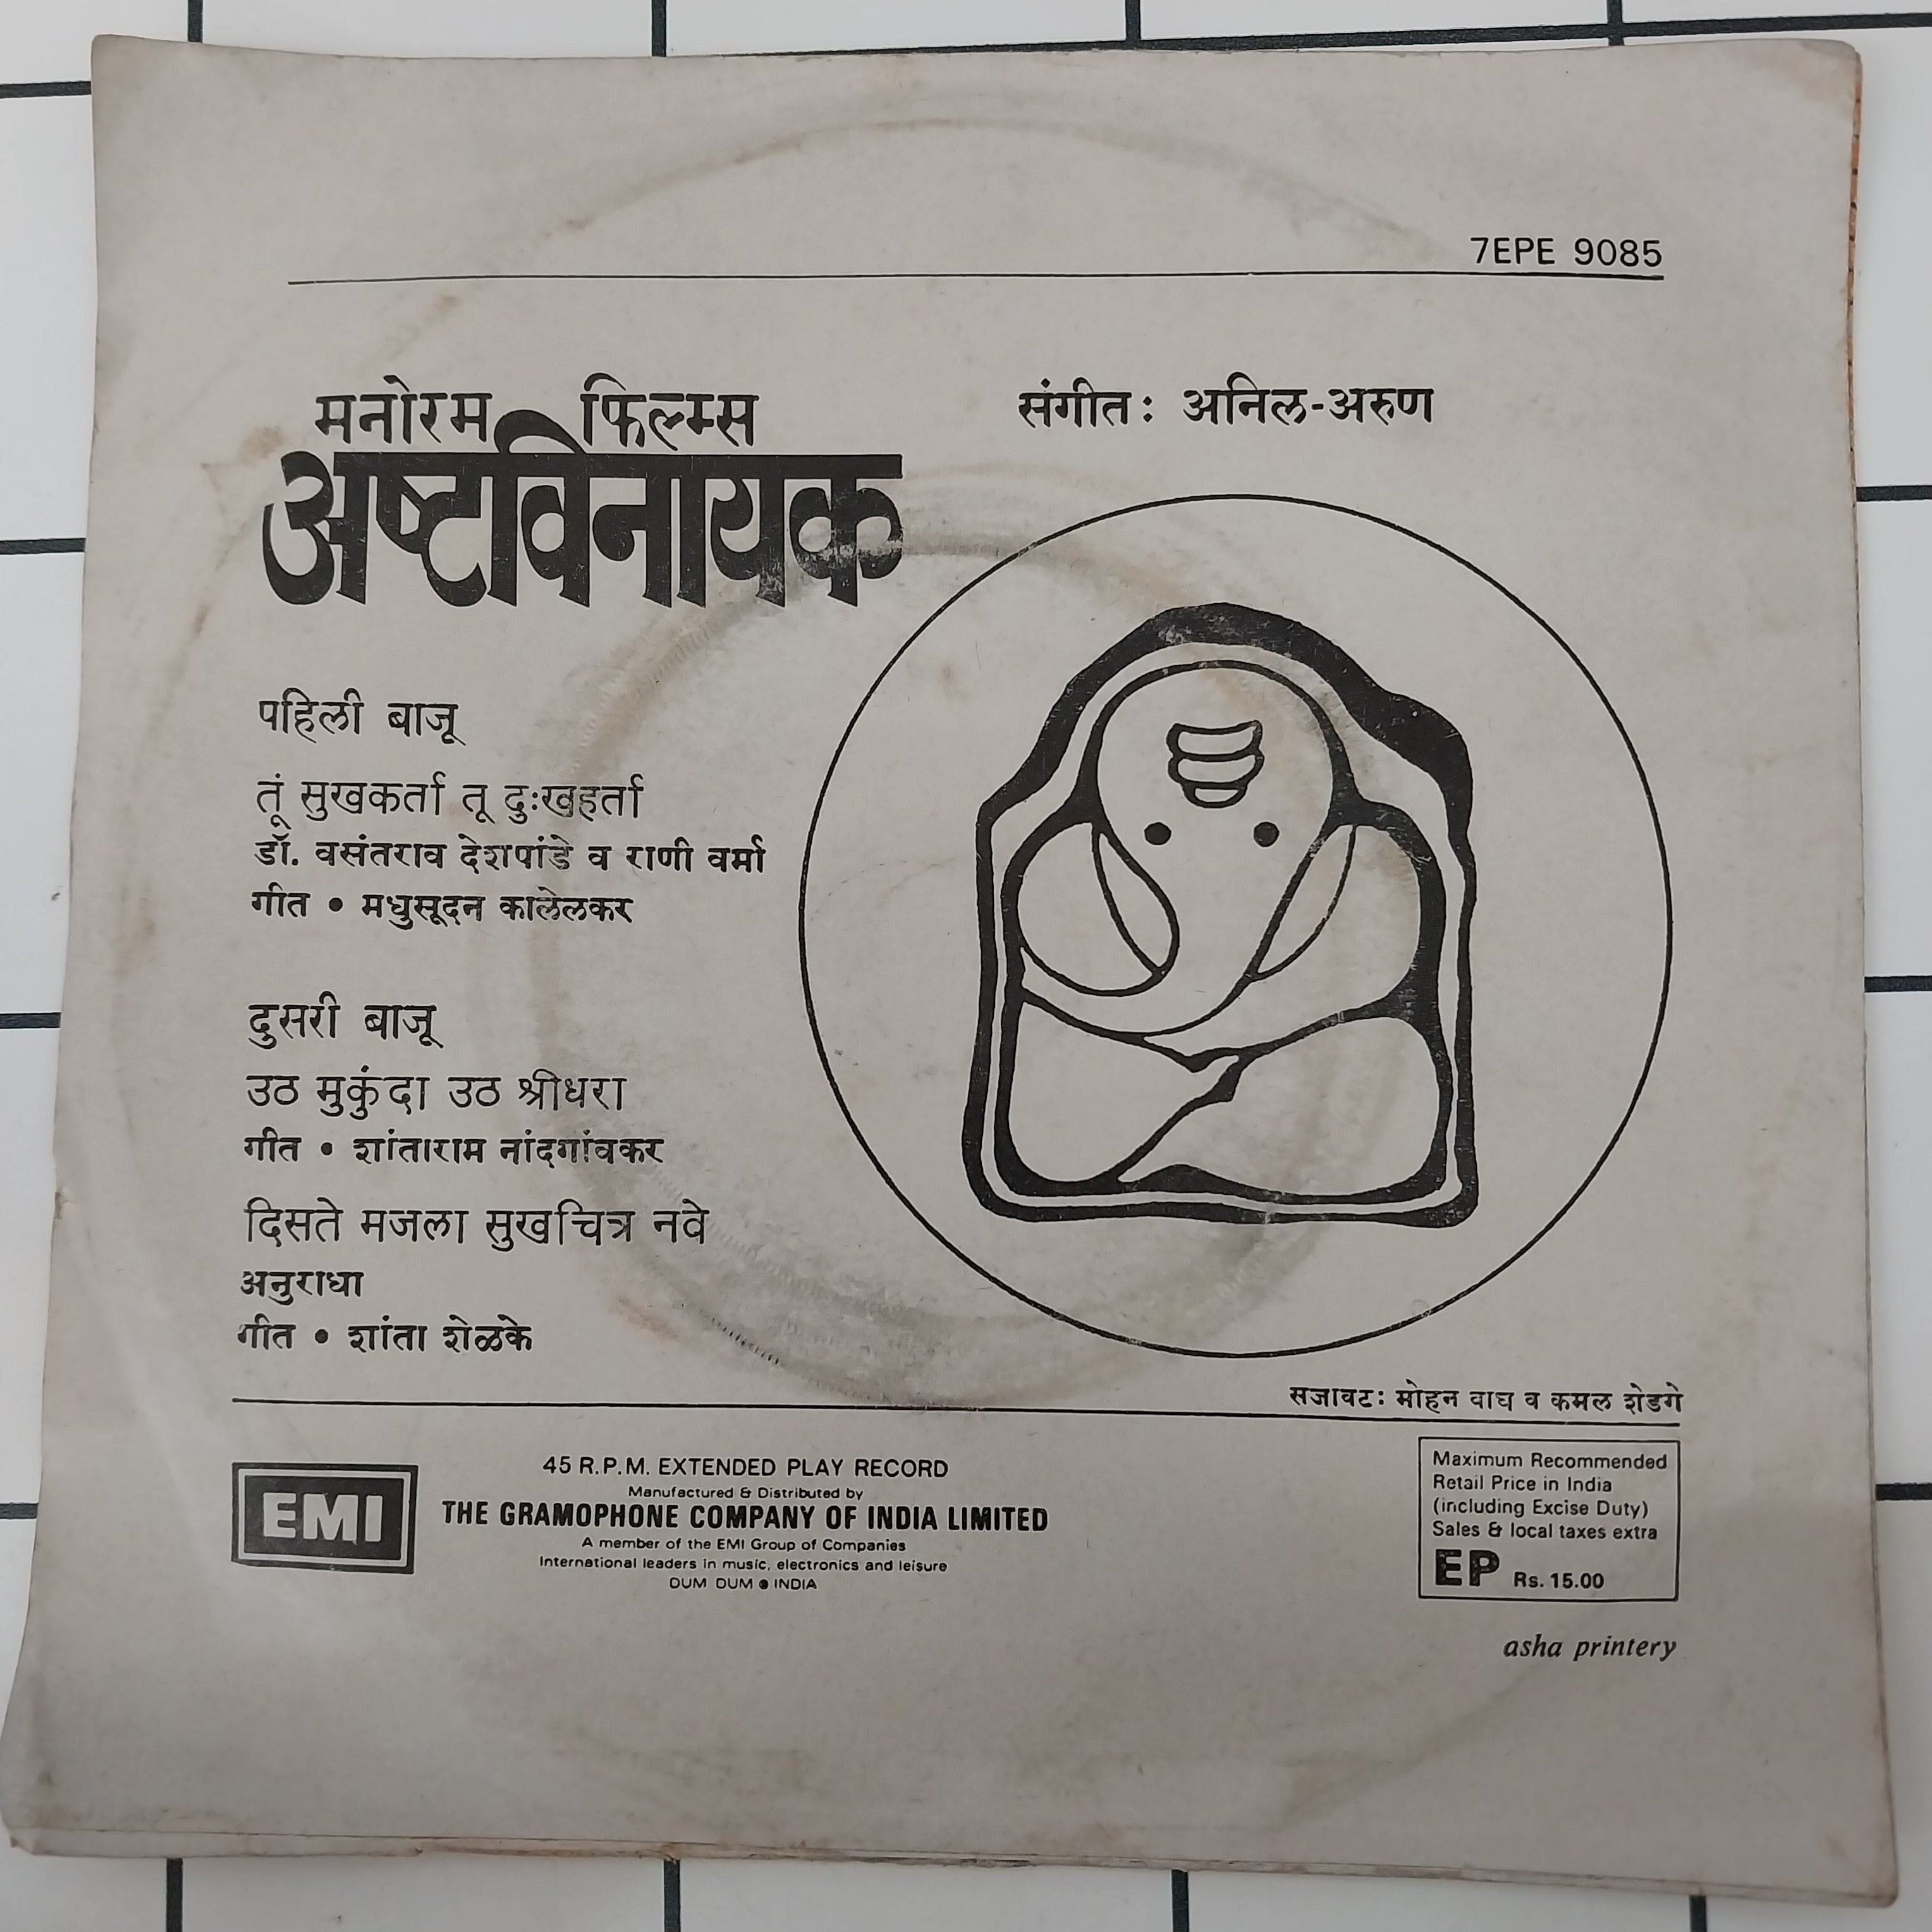 7EPE 9085
मनोरम फिल्म्स
अष्टविनायक
संगीत: अनिल-अरुण
पहिली बाजू
तूं सुखकर्ता तू दुःखहर्ता
डॉ. वसंतराव देशपांडे व राणी वर्मा
गीत • मधुसूदन कालेलकर
दुसरी बाजू
उठ मुकुंदा उठ श्रीधरा
गीत • शांताराम नांदगांवकर
दिसते मजला सुखचित्र नवे
अनुराधा
गीत • शांता शेळके
सजावट: मोहन वाघ व कमल शेडगे
EMI
45 R.P.M. EXTENDED PLAY RECORD
Manufactured & Distributed by
THE GRAMOPHONE COMPANY OF INDIA LIMITED
A member of the EMI Group of Companies
International leaders in music, electronics and leisure
DUM DUM ● INDIA
Maximum Recommended
Retail Price in India
(including Excise Duty)
Sales & local taxes extra
EP Rs. 15.00
asha printery